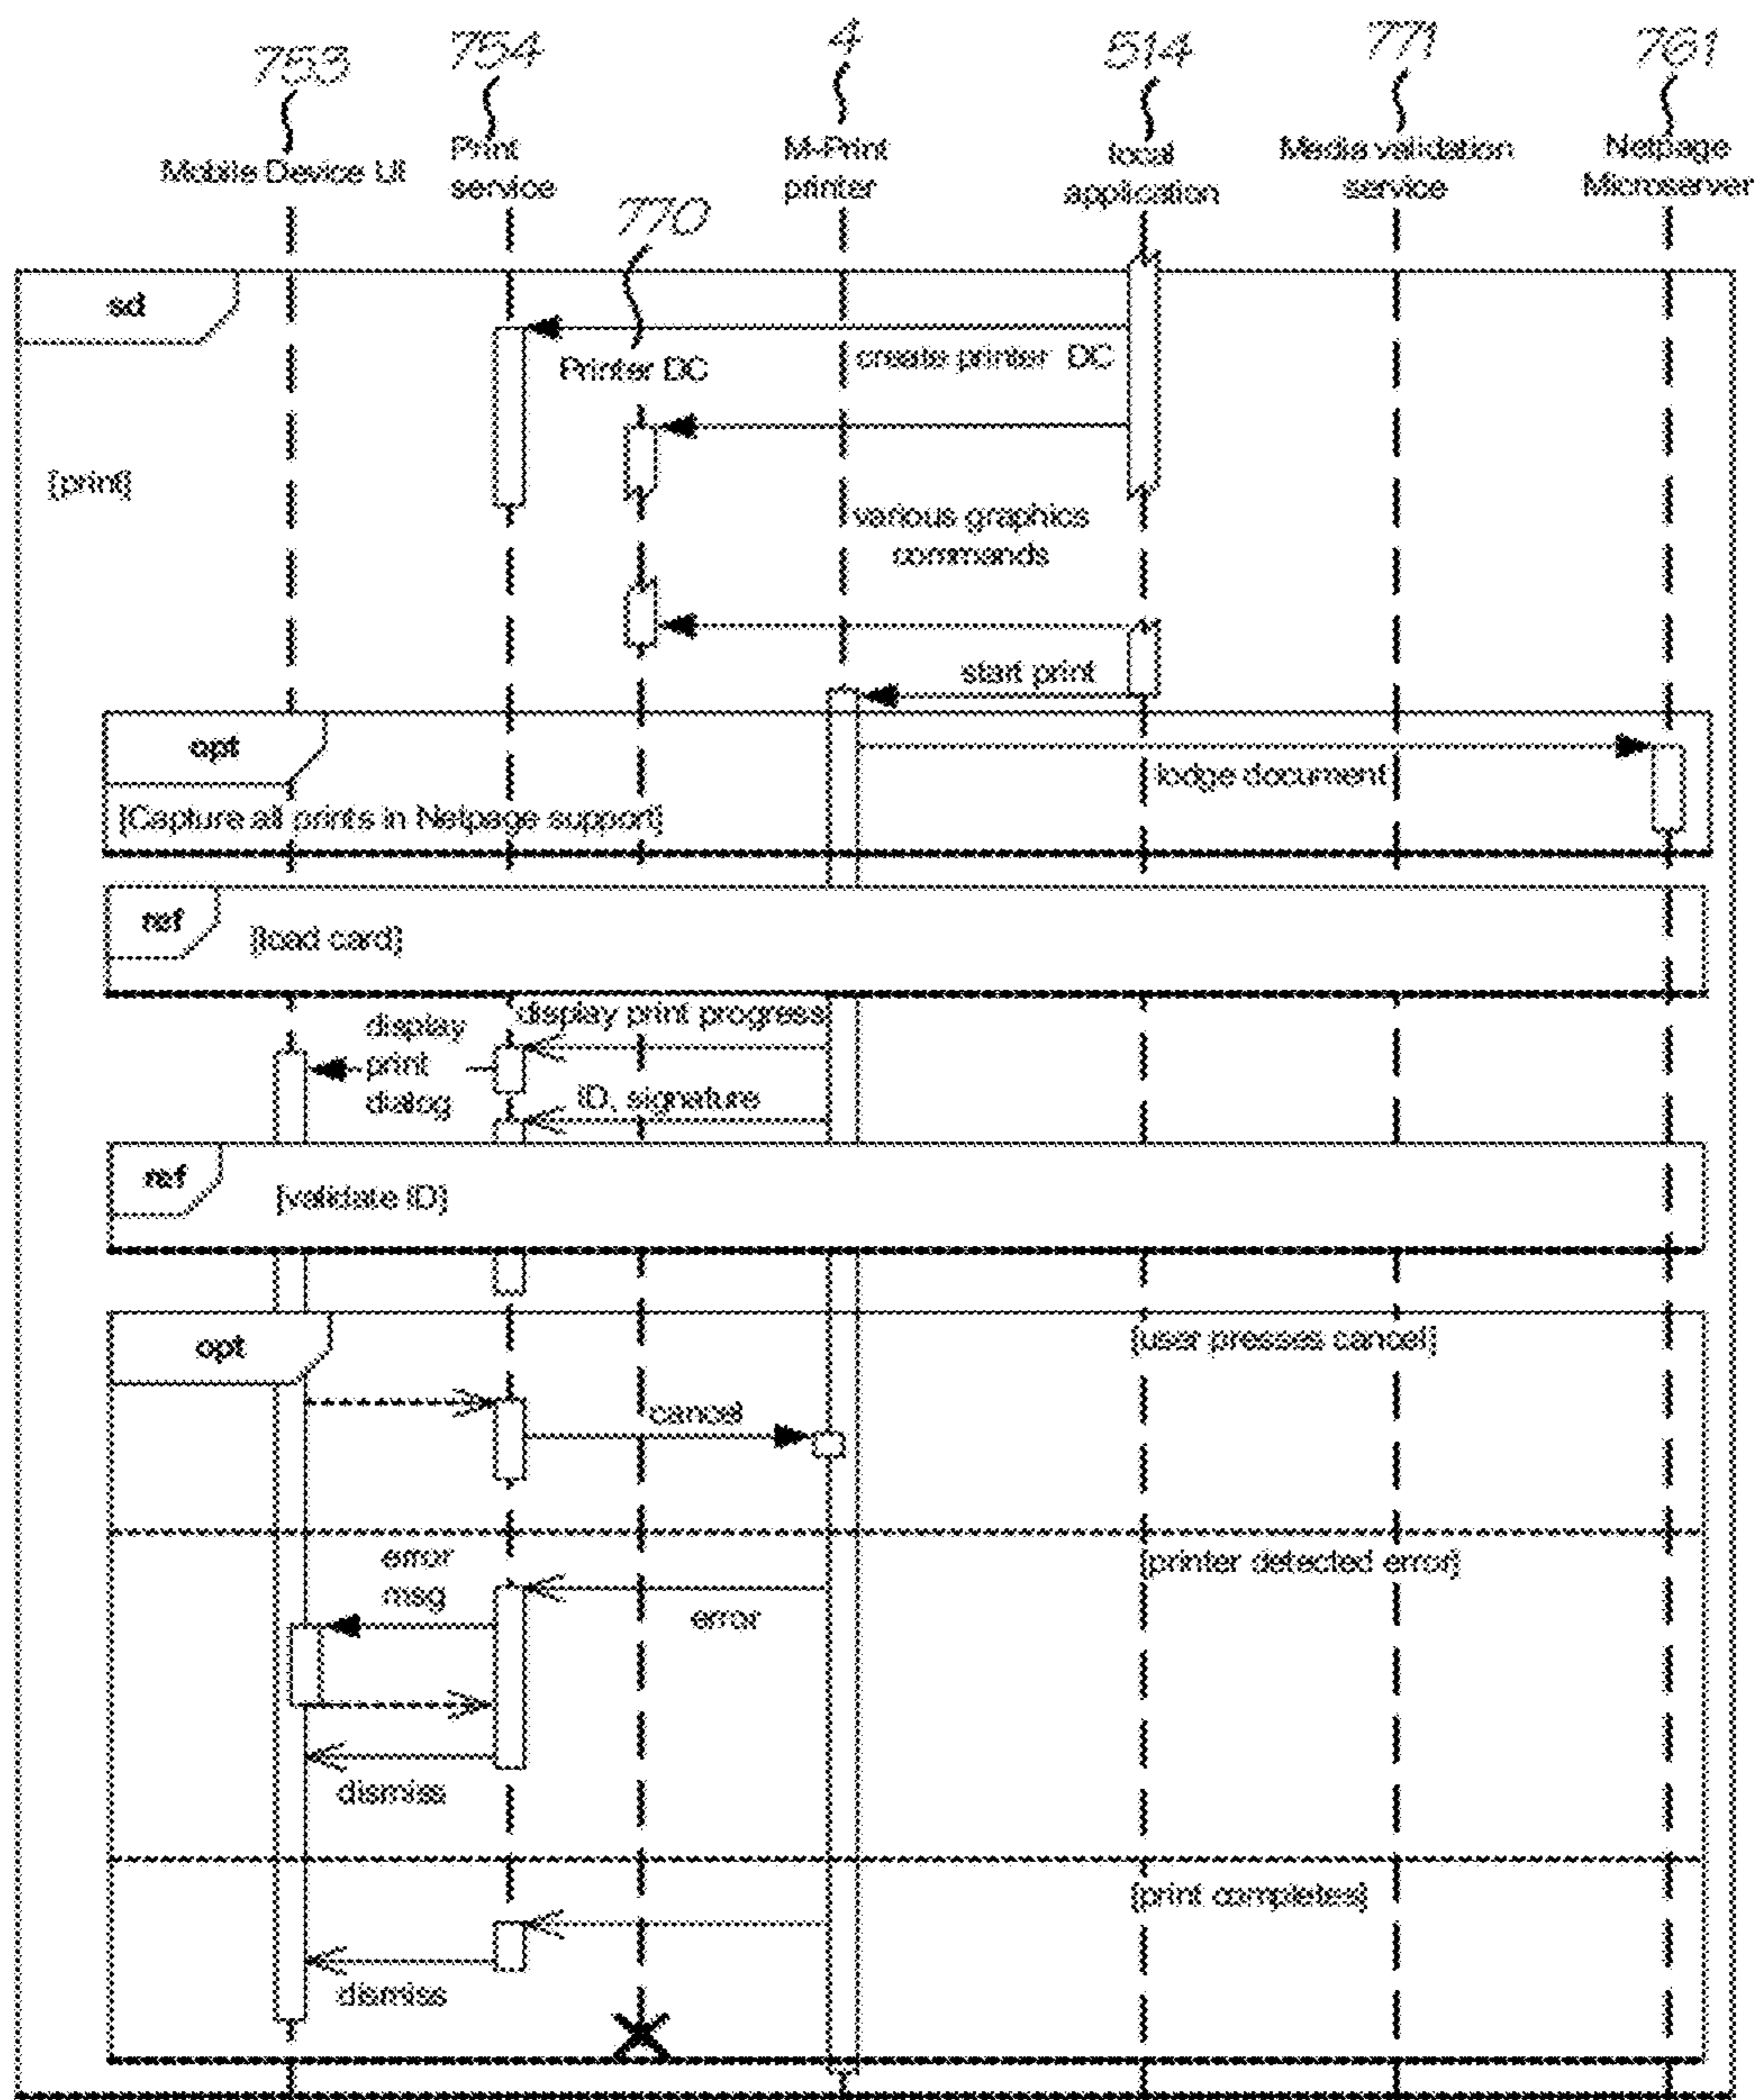 753
754
4
514
771
761
Mobile Device UI
Print
service
M-Print
printer
local
application
Media validation
service
Netpage
Microserver
770
sd
Printer DC
create printer DC
[print]
various graphics
commands
start print
opt
lodge document
[Capture all prints in Netpage support]
ref
[load card]
display print progress
display
print
dialog
ID, signature
ref
[validate ID]
opt
[user presses cancel]
cancel
error
msg
[printer detected error]
error
dismiss
[print completes]
dismiss